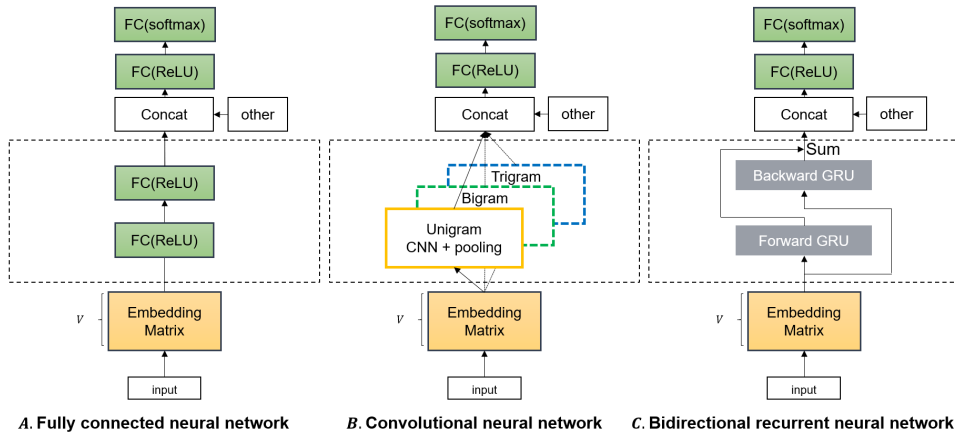 FC(softmax)
FC(ReLU)
Concat
other
FC(ReLU)
FC(ReLU)
V
Embedding
Matrix
input
A. Fully connected neural network
FC(softmax)
FC(ReLU)
Concat
other
Trigram
Bigram
Unigram
CNN + pooling
V
Embedding
Matrix
input
B. Convolutional neural network
FC(softmax)
FC(ReLU)
Concat
other
Sum
Backward GRU
Forward GRU
V
Embedding
Matrix
input
C. Bidirectional recurrent neural network